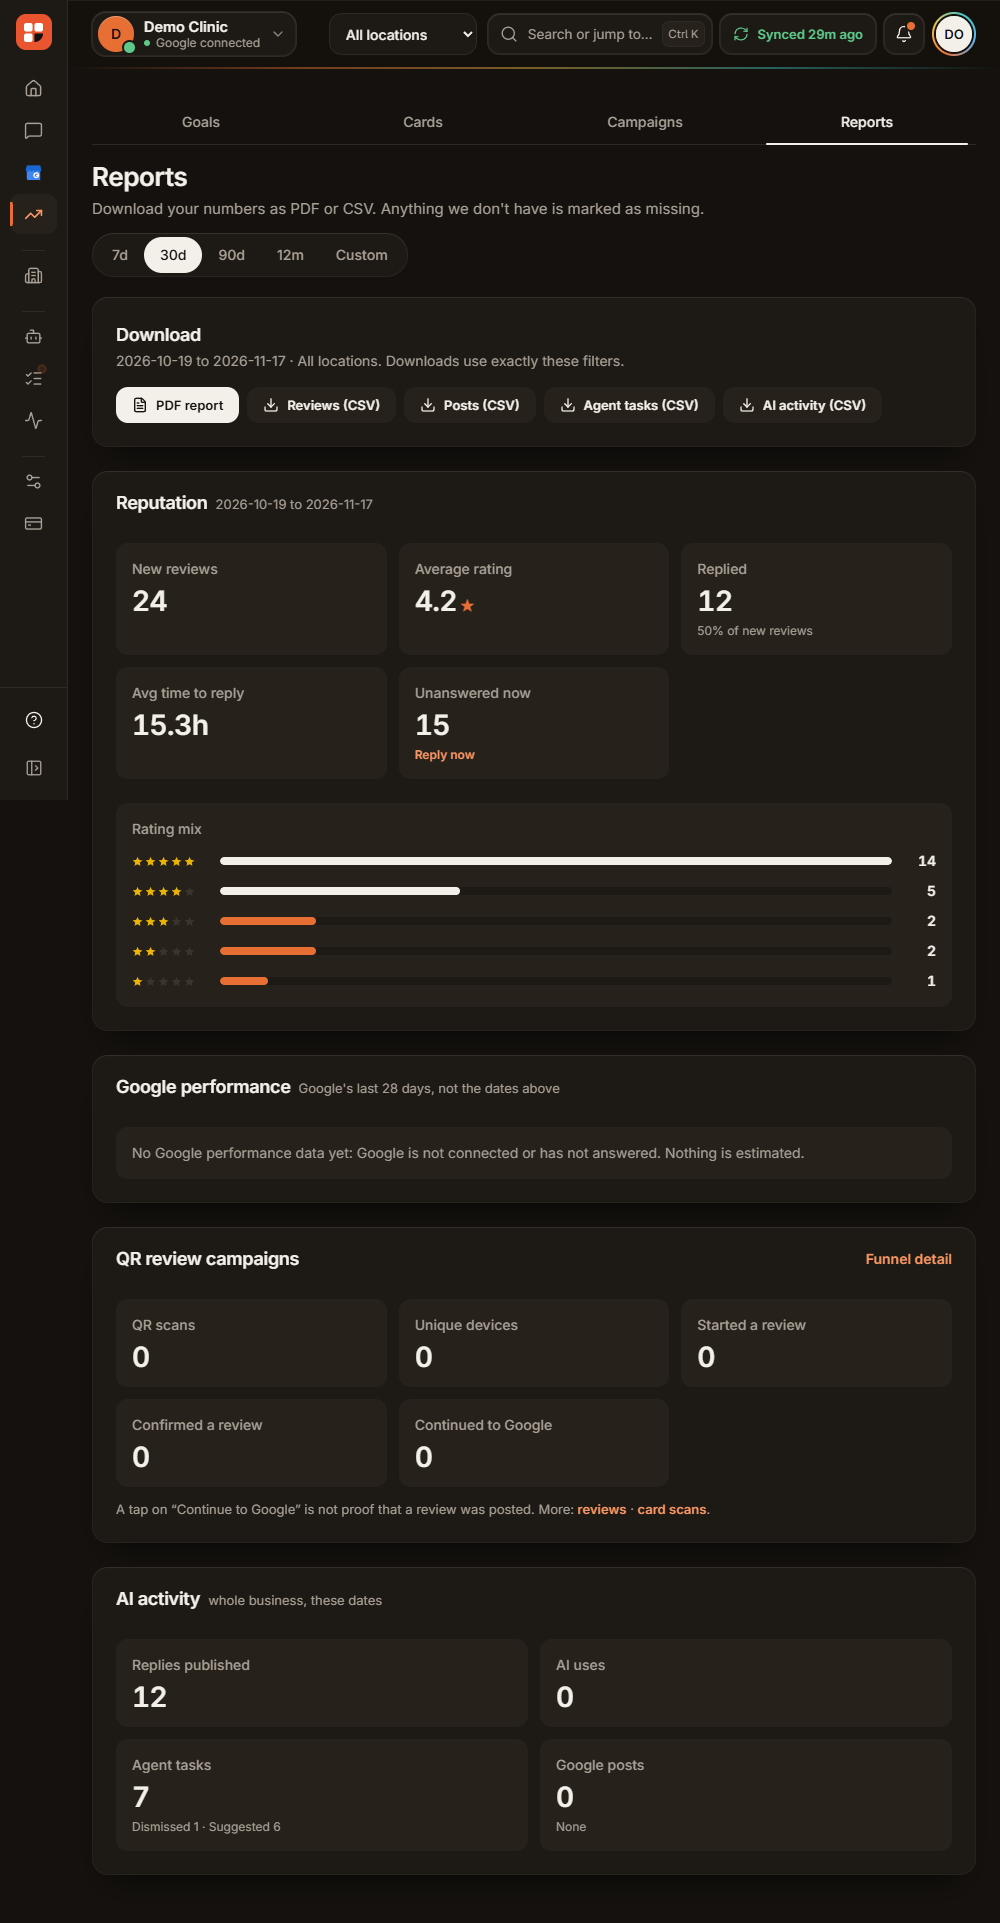 Demo Clinic
D
Google connected
All locations
Search or jump to...
Ctrl K
Synced 29m ago
DO
Goals
Cards
Campaigns
Reports
Reports
Download your numbers as PDF or CSV. Anything we don't have is marked as missing.
7d
30d
90d
12m
Custom
Download
2026-10-19 to 2026-11-17 · All locations. Downloads use exactly these filters.
PDF report
Reviews (CSV)
Posts (CSV)
Agent tasks (CSV)
AI activity (CSV)
Reputation 2026-10-19 to 2026-11-17
New reviews
24
Average rating
4.2★
Replied
12
50% of new reviews
Avg time to reply
15.3h
Unanswered now
15
Reply now
Rating mix
14
5
2
2
1
Google performance Google's last 28 days, not the dates above
No Google performance data yet: Google is not connected or has not answered. Nothing is estimated.
QR review campaigns
Funnel detail
QR scans
0
Unique devices
0
Started a review
0
Confirmed a review
0
Continued to Google
0
A tap on “Continue to Google” is not proof that a review was posted. More: reviews · card scans.
AI activity whole business, these dates
Replies published
12
AI uses
0
Agent tasks
7
Dismissed 1 · Suggested 6
Google posts
0
None